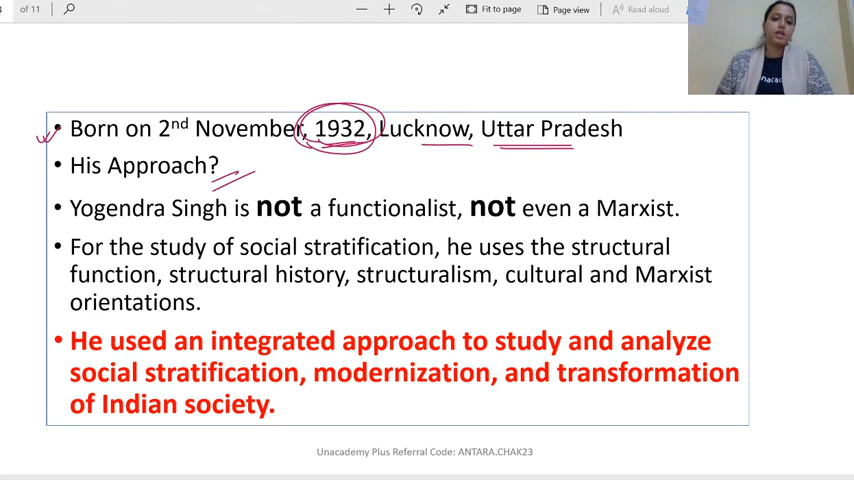 of 11
Fit to page
Page view
Read aloud
nacad
• Born on 2nd November, 1932, Lucknow, Uttar Pradesh
• His Approach?
• Yogendra Singh is not a functionalist, not even a Marxist.
• For the study of social stratification, he uses the structural
function, structural history, structuralism, cultural and Marxist
orientations.
• He used an integrated approach to study and analyze
social stratification, modernization, and transformation
of Indian society.
Unacademy Plus Referral Code: ANTARA.CHAK23